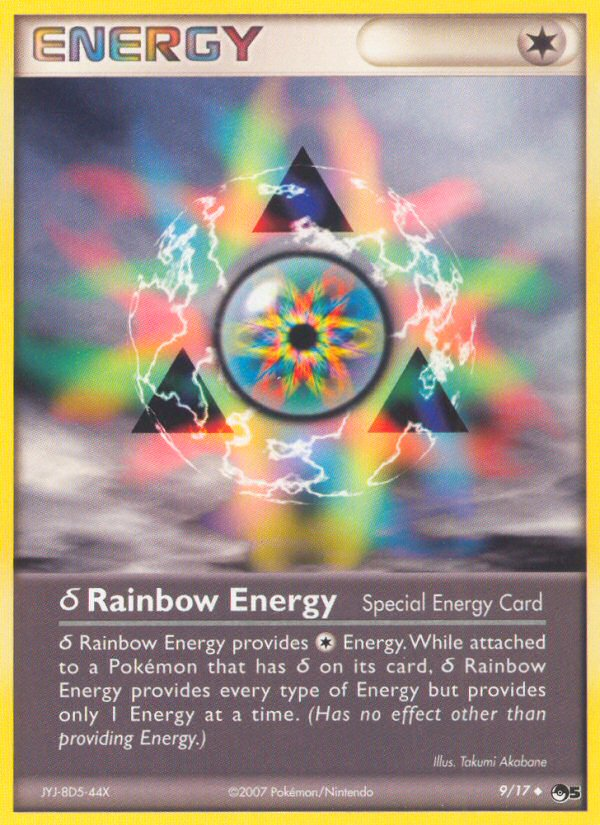 ENERGY
δ Rainbow Energy Special Energy Card
δ Rainbow Energy provides Energy. While attached
to a Pokémon that has δ on its card, δ Rainbow
Energy provides every type of Energy but provides
only 1 Energy at a time. (Has no effect other than
providing Energy.)
Illus. Takumi Akabane
JYJ-8D5-44X ©2007 Pokémon/Nintendo 9/17 ◆ 5